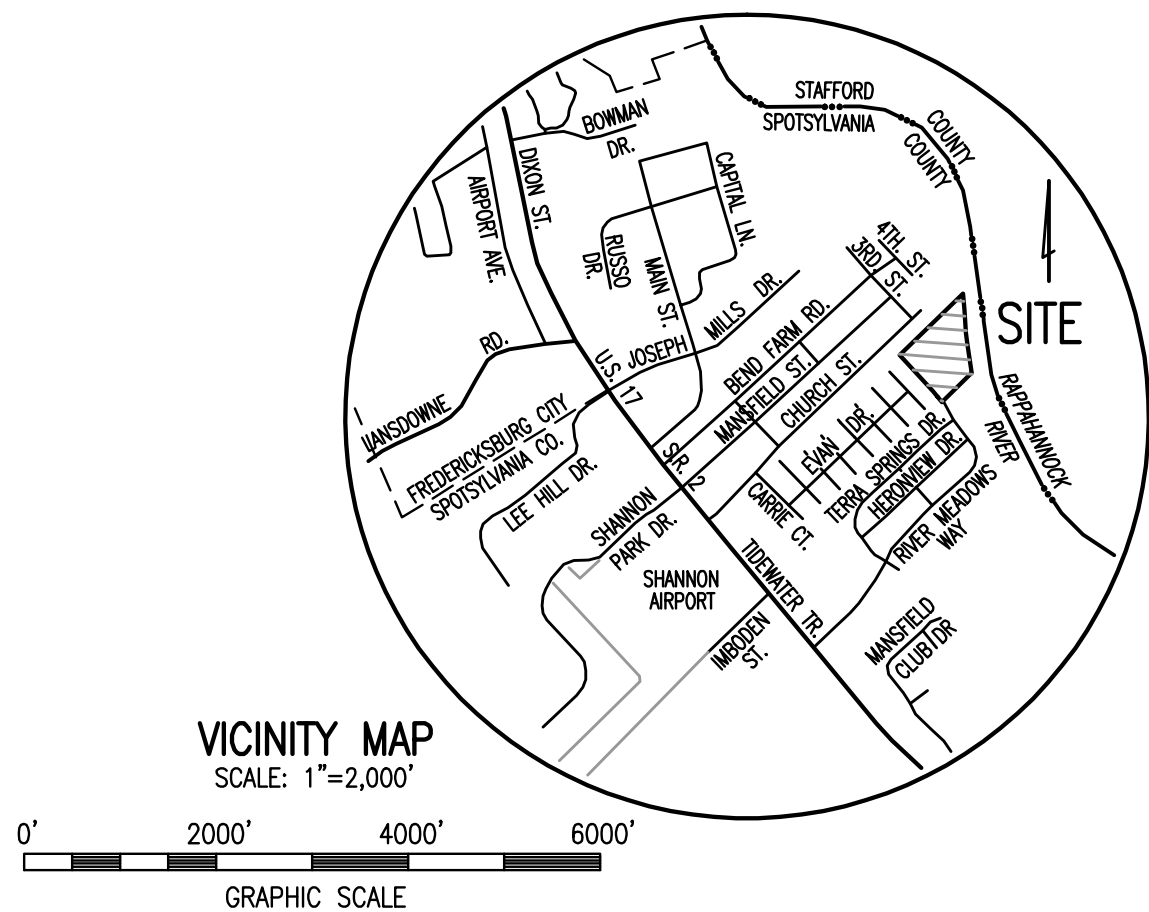 STAFFORD
SPOTSYLVANIA
COUNTY
COUNTY
BOWMAN
DR.
DIXON ST.
AIRPORT AVE.
CAPITAL LN.
RUSSO
DR.
MAIN ST.
4TH. ST.
3RD. ST.
JOSEPH MILLS DR.
BEND FARM RD.
MANSFIELD ST.
CHURCH ST.
SITE
LANSDOWNE RD.
U.S. 17
FREDERICKSBURG CITY
SPOTSYLVANIA CO.
LEE HILL DR.
S.R. 2
EVAN DR.
CARRIE CT.
TERRA SPRINGS DR.
HERONVIEW DR.
RIVER MEADOWS
WAY
RAPPAHANNOCK
RIVER
SHANNON
PARK DR.
SHANNON
AIRPORT
TIDEWATER TR.
IMBODEN
ST.
MANSFIELD
CLUB DR
VICINITY MAP
SCALE: 1"=2,000'
0' 2000' 4000' 6000'
GRAPHIC SCALE